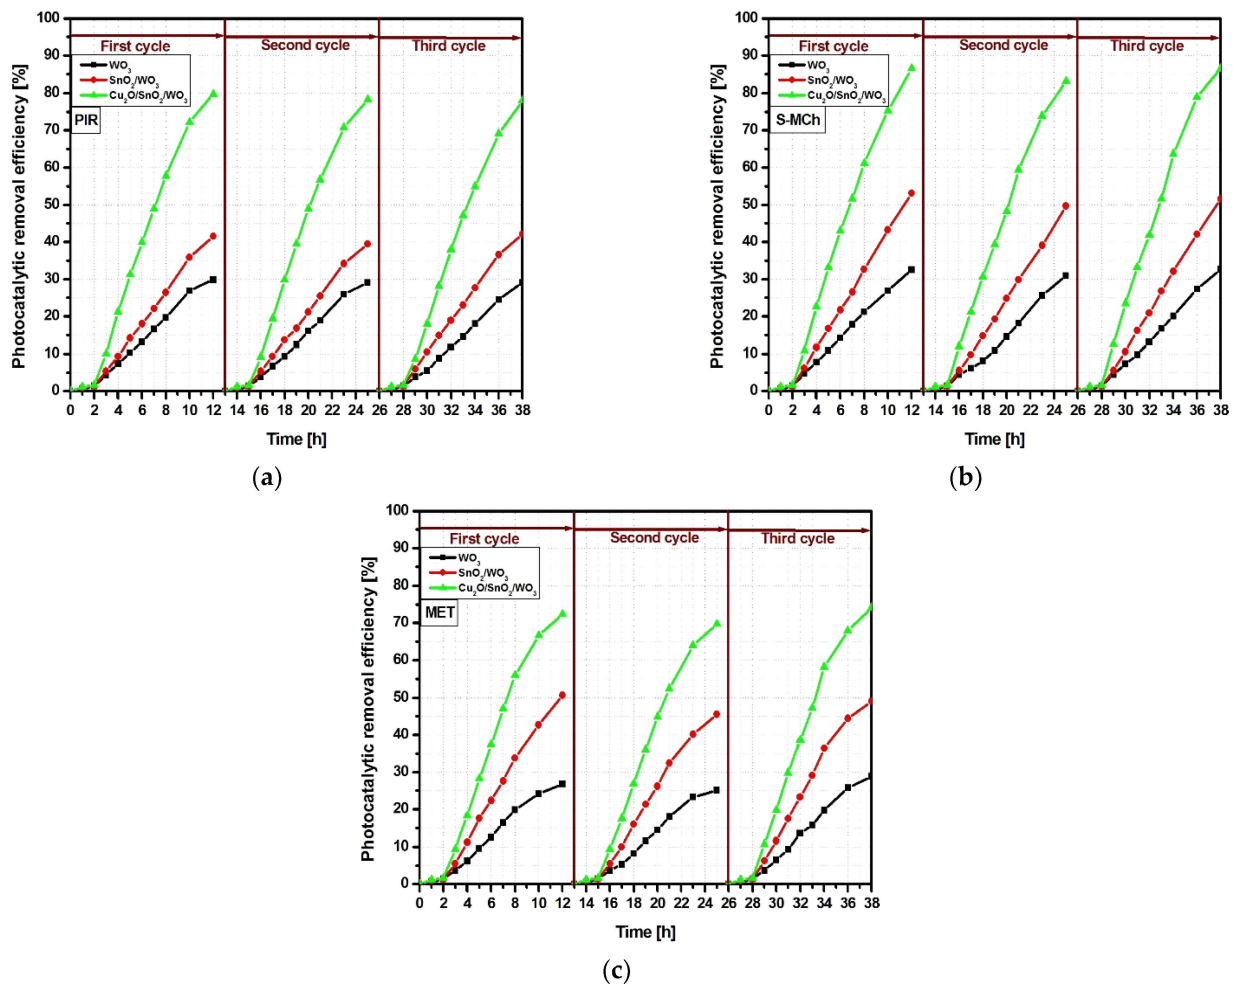 Photocatalytic removal efficiency [%]
100
90
80
70
60
50
40
30
20
10
0
First cycle
Second cycle
Third cycle
WO3
SnO2/WO3
Cu2O/SnO2/WO3
PIR
0 2 4 6 8 10 12 14 16 18 20 22 24 26 28 30 32 34 36 38
Time [h]
(a)
Photocatalytic removal efficiency [%]
100
90
80
70
60
50
40
30
20
10
0
First cycle
Second cycle
Third cycle
WO3
SnO2/WO3
Cu2O/SnO2/WO3
S-MCh
0 2 4 6 8 10 12 14 16 18 20 22 24 26 28 30 32 34 36 38
Time [h]
(b)
Photocatalytic removal efficiency [%]
100
90
80
70
60
50
40
30
20
10
0
First cycle
Second cycle
Third cycle
WO3
SnO2/WO3
Cu2O/SnO2/WO3
MET
0 2 4 6 8 10 12 14 16 18 20 22 24 26 28 30 32 34 36 38
Time [h]
(c)